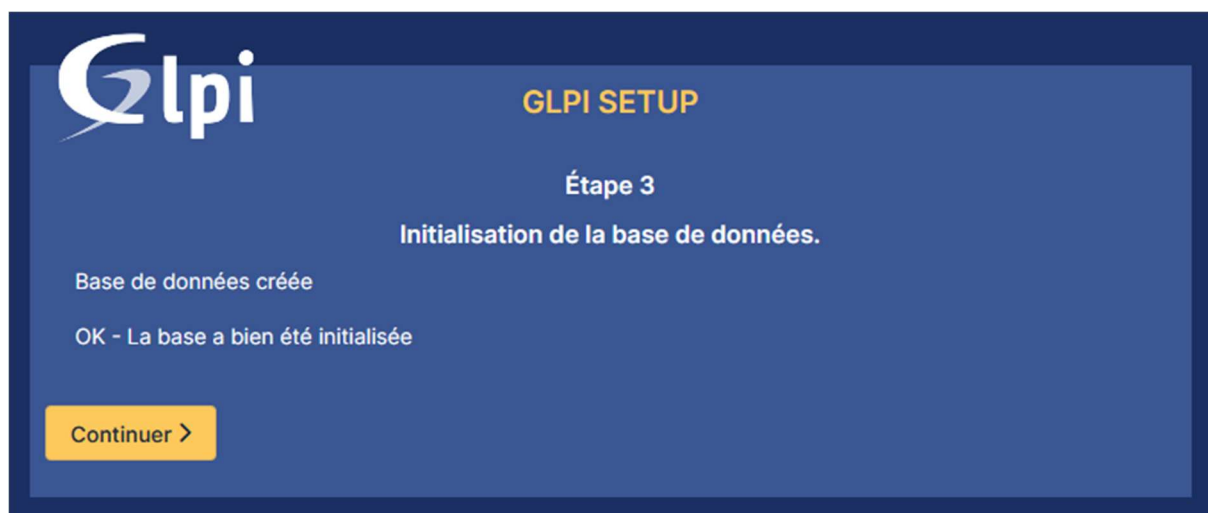 Glpi
GLPI SETUP
Étape 3
Initialisation de la base de données.
Base de données créée
OK - La base a bien été initialisée
Continuer >